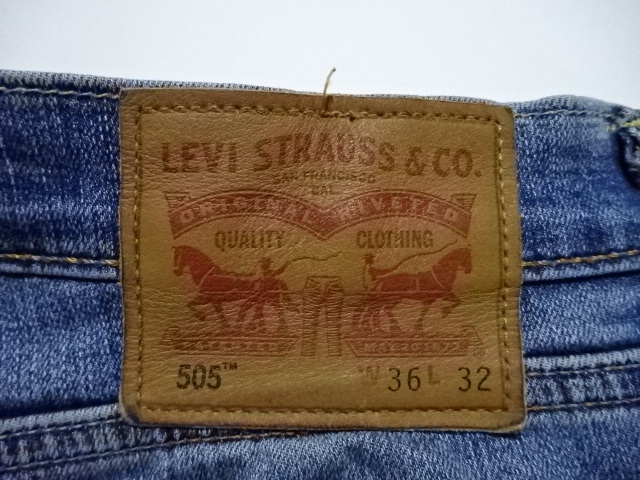 LEVI STRAUSS & CO.
SAN FRANCISCO
CAL
ORIGINAL RIVETED
QUALITY CLOTHING
505™ W 36 L 32